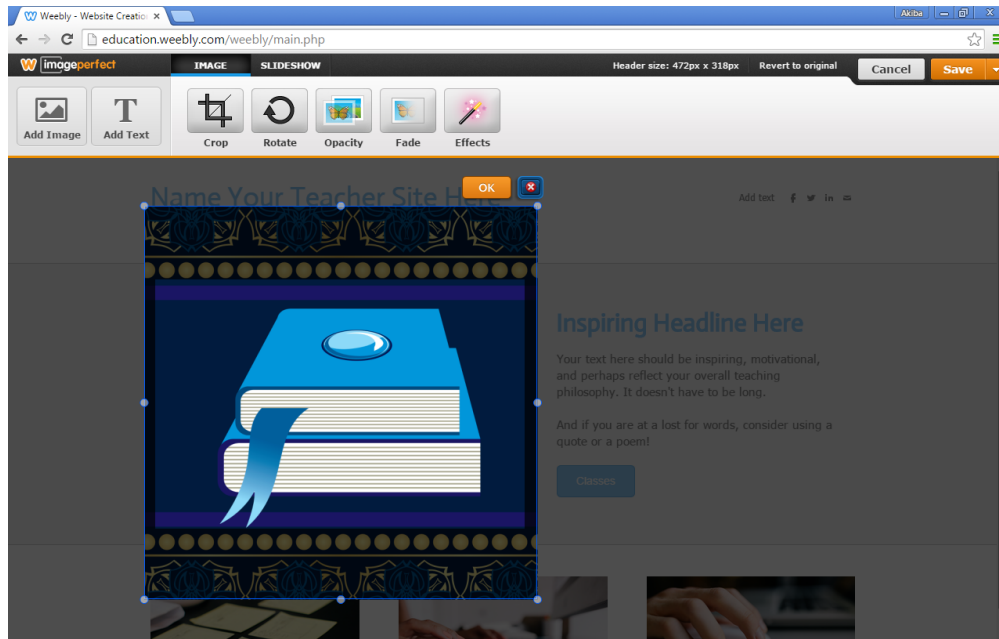 Weebly - Website Creatio
Akiba
education.weebly.com/weebly/main.php
imageperfect
IMAGE
SLIDESHOW
Header size: 472px x 318px
Revert to original
Cancel
Save
Add Image
Add Text
Crop
Rotate
Opacity
Fade
Effects
OK
Name Your Teacher Site Here
Add text
Inspiring Headline Here
Your text here should be inspiring, motivational,
and perhaps reflect your overall teaching
philosophy. It doesn't have to be long.
And if you are at a lost for words, consider using a
quote or a poem!
Classes